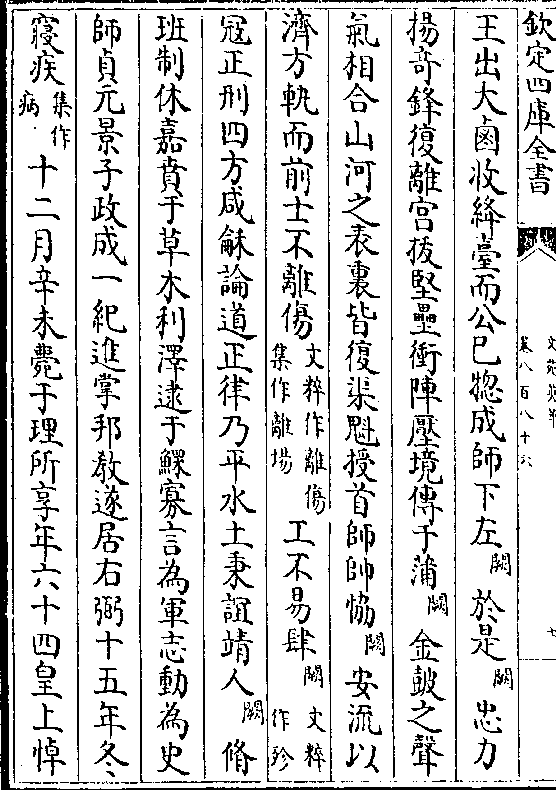 欽定四庫全書
文苑英華
卷八百八十六
七
王出大鹵收絳臺而公已惣成師下左闕於是闕忠力
揚奇鋒復離宮拔堅壘衝陣壓境傳于蒲闕金鼓之聲
氣相合山河之表裏皆復渠魁授首師帥恊闕安流以
濟方軌而前士不離傷文粹作離傷集作離塲工不易肆闕文粹作珍
冠正刑四方咸龢論道正律乃平水土秉誼靖人闕脩
班制休嘉賁于草木利澤逮于鰥寡言為軍志動為史
師貞元景子政成一紀進掌邦敎遂居右弼十五年冬
寢疾集作病十二月辛未薨于理所享年六十四皇上悼